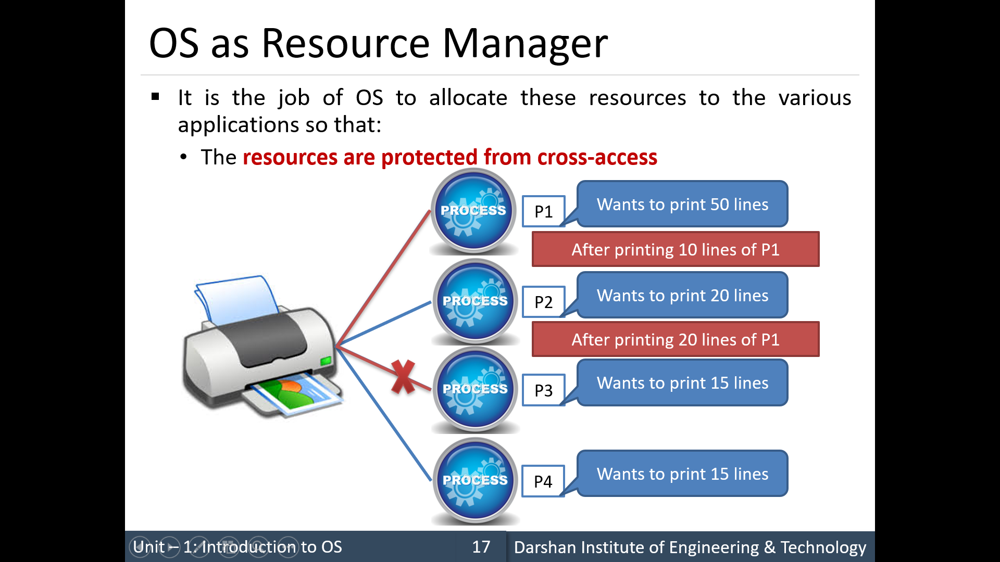 OS as Resource Manager
▪ It is the job of OS to allocate these resources to the various
applications so that:
• The resources are protected from cross-access
PROCESS
P1
Wants to print 50 lines
After printing 10 lines of P1
PROCESS
P2
Wants to print 20 lines
After printing 20 lines of P1
PROCESS
P3
Wants to print 15 lines
PROCESS
P4
Wants to print 15 lines
Unit – 1: Introduction to OS
17
Darshan Institute of Engineering & Technology